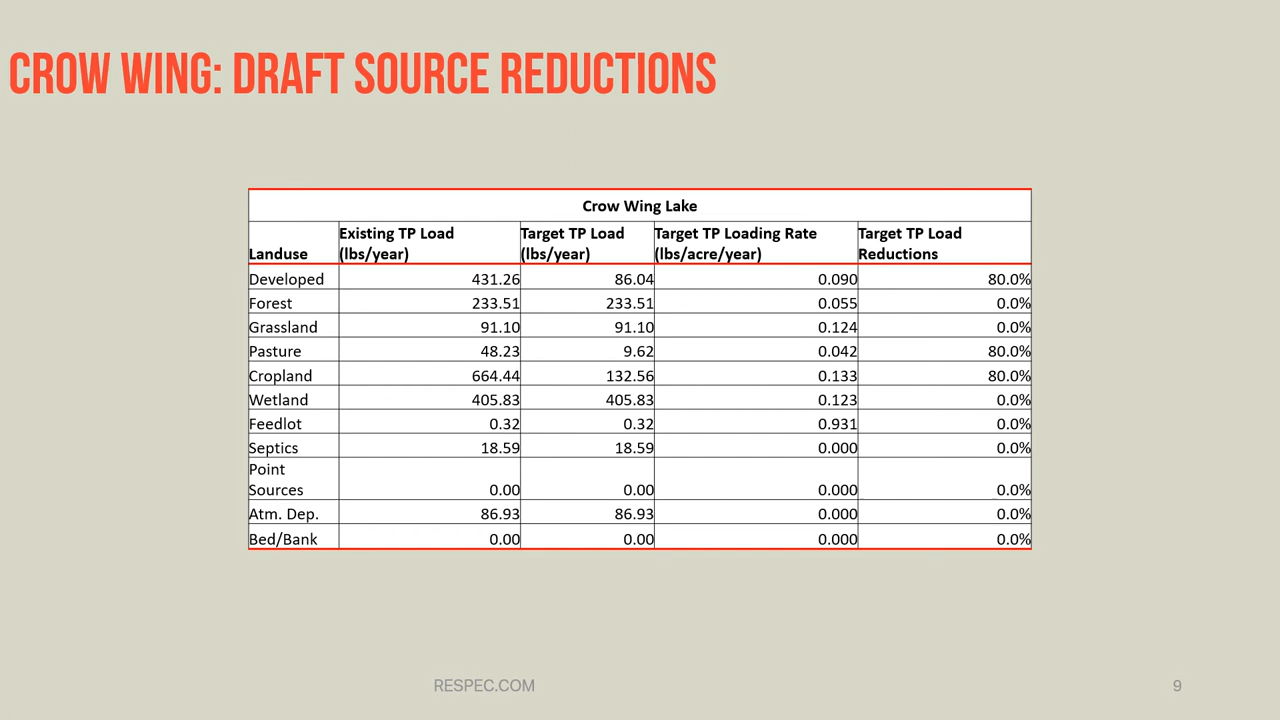 CROW WING: DRAFT SOURCE REDUCTIONS
Crow Wing Lake
Landuse Existing TP Load (lbs/year) Target TP Load (lbs/year) Target TP Loading Rate (lbs/acre/year) Target TP Load Reductions
Developed 431.26 86.04 0.090 80.0%
Forest 233.51 233.51 0.055 0.0%
Grassland 91.10 91.10 0.124 0.0%
Pasture 48.23 9.62 0.042 80.0%
Cropland 664.44 132.56 0.133 80.0%
Wetland 405.83 405.83 0.123 0.0%
Feedlot 0.32 0.32 0.931 0.0%
Septics 18.59 18.59 0.000 0.0%
Point
Sources 0.00 0.00 0.000 0.0%
Atm. Dep. 86.93 86.93 0.000 0.0%
Bed/Bank 0.00 0.00 0.000 0.0%
RESPEC.COM 9